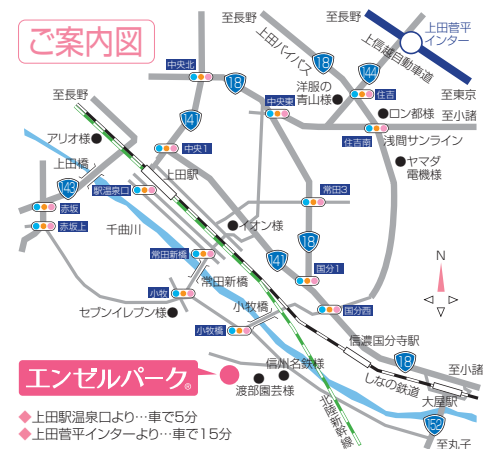 ご案内図
至長野
至長野
上田菅平
インター
上田バイパス
上信越自動車道
18
144
中央北
18
洋服の
青山様
住吉
至東京
至小諸
至長野
中央東
ロン都様
141
アリオ様
住吉南
浅間サンライン
上田橋
中央1
上田駅
ヤマダ
電機様
143
駅温泉口
常田3
赤坂
赤坂上
千曲川
イオン様
18
常田新橋
141
国分1
N
常田新橋
小牧
小牧橋
国分西
セブンイレブン様
小牧橋
信濃国分寺駅
18
至小諸
信州名鉄様
しなの鉄道
エンゼルパーク®
渡部園芸様
大屋駅
北陸新幹線
152
至丸子
◆上田駅温泉口より…車で5分
◆上田菅平インターより…車で15分